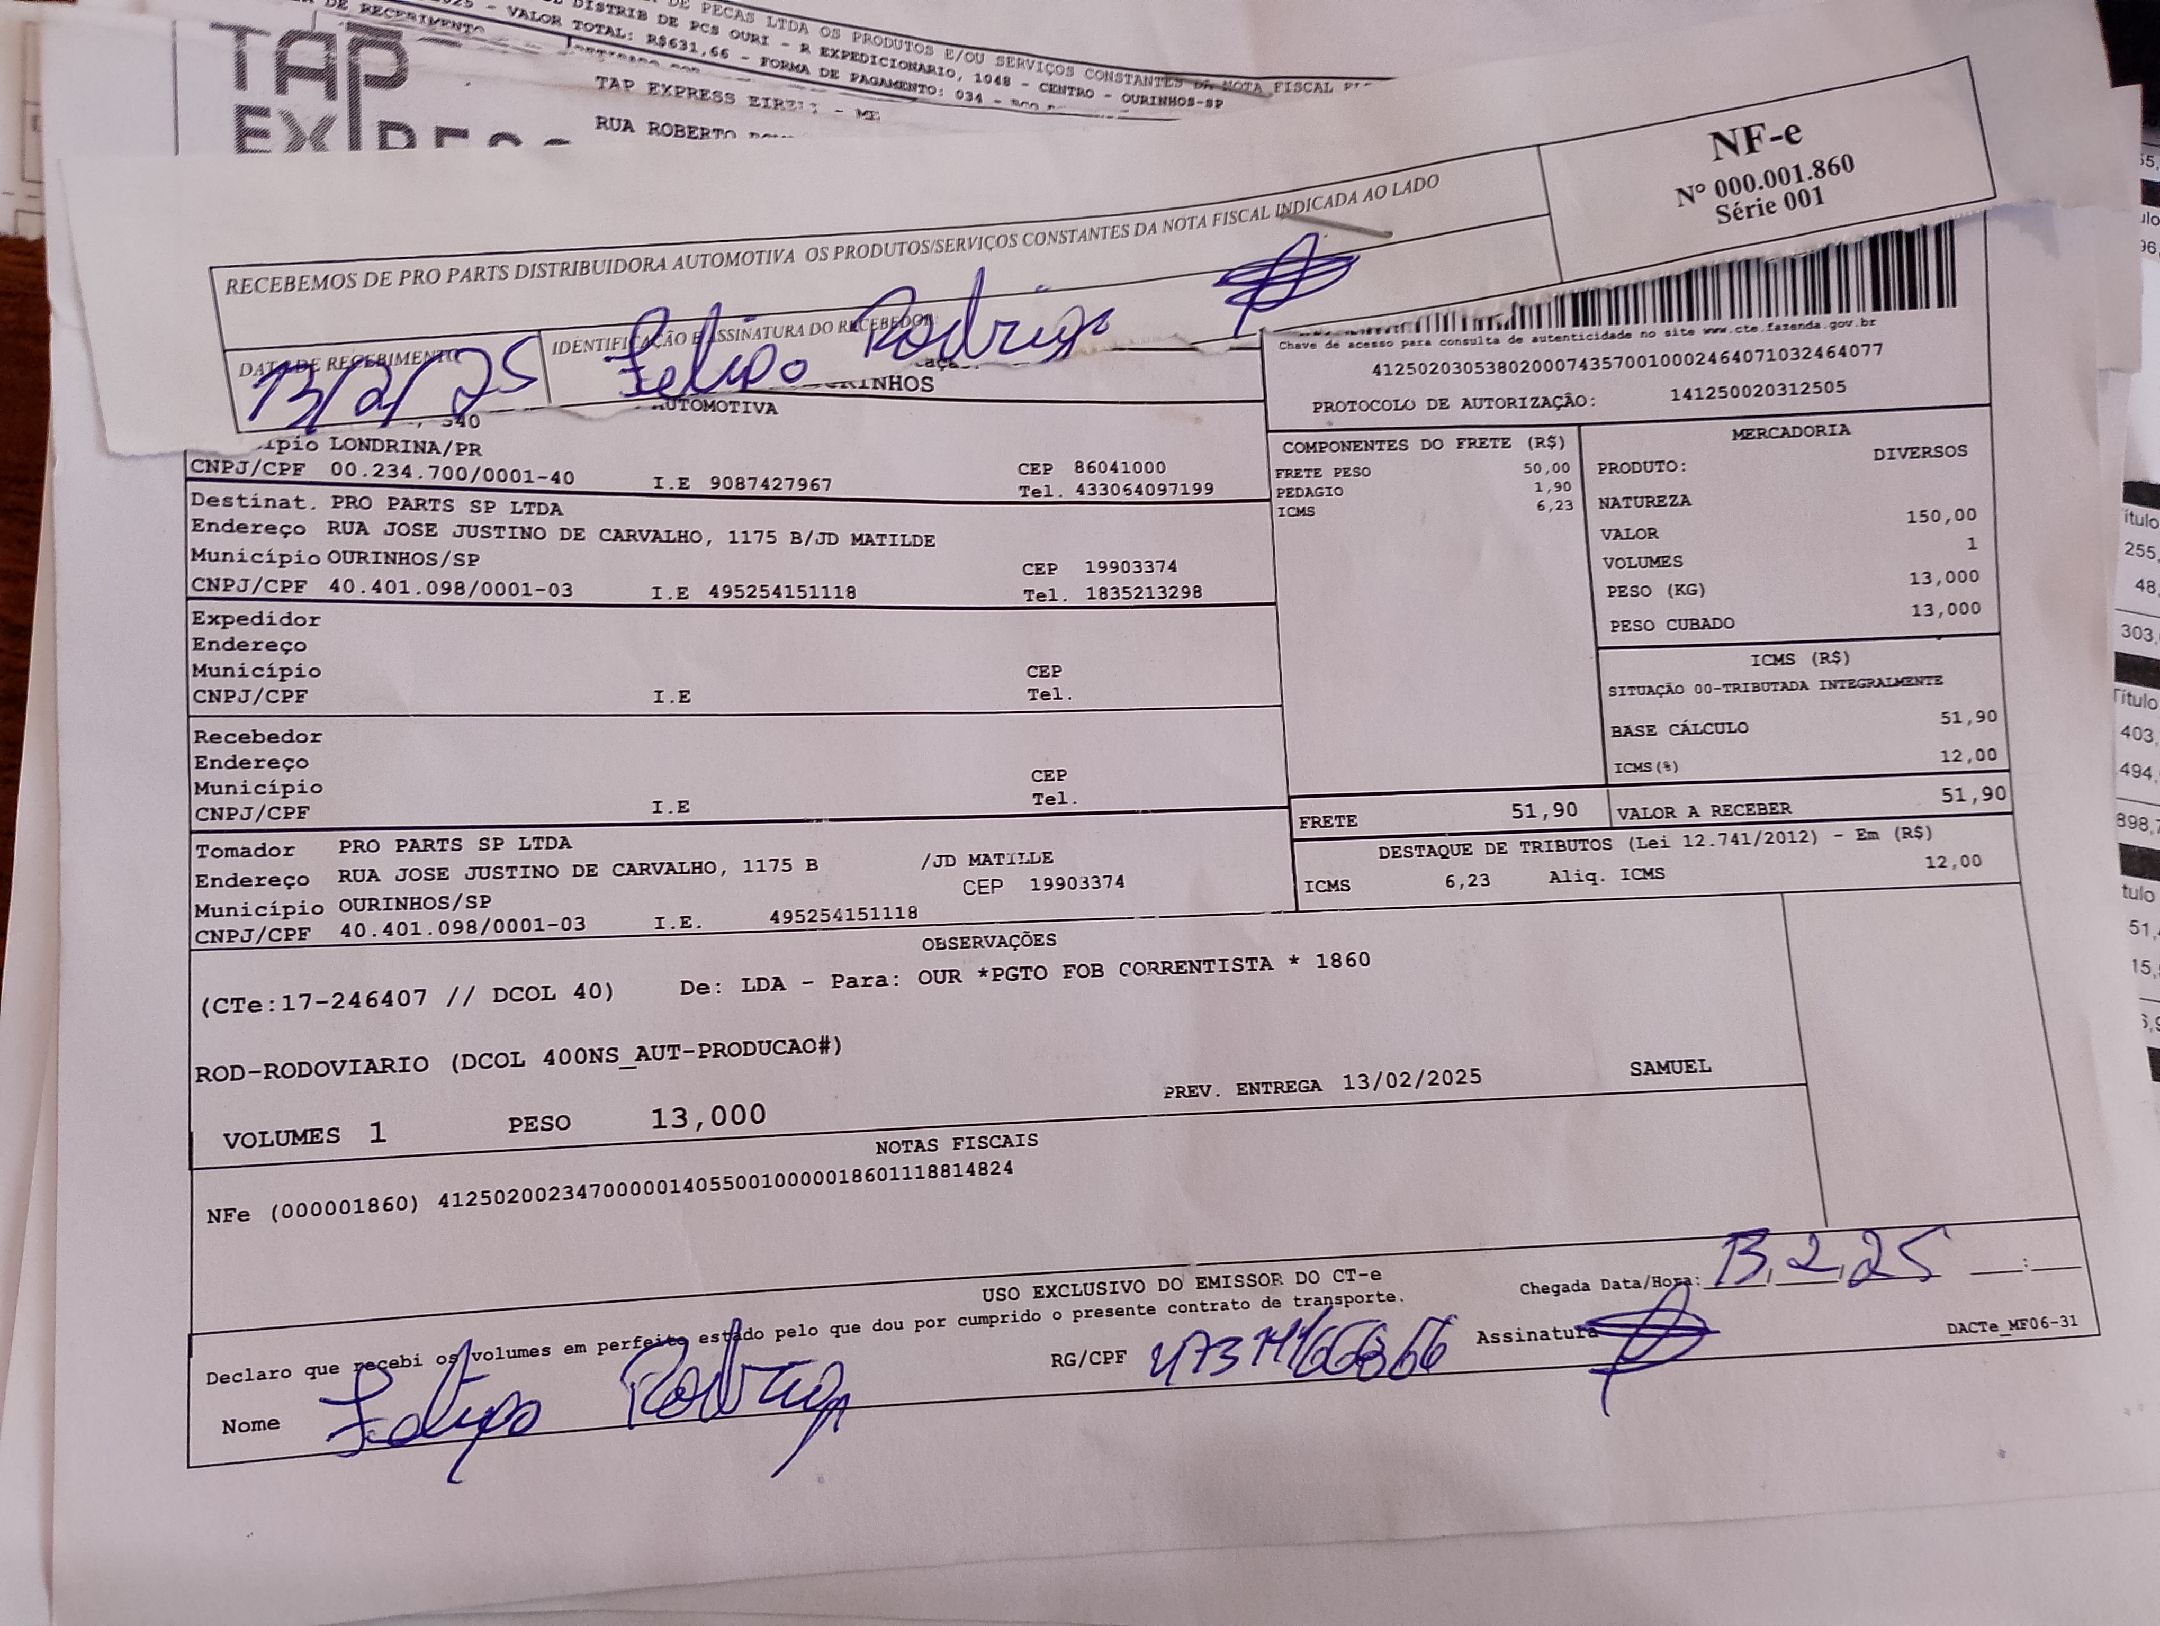 DE PECAS LTDA OS PRODUTOS E/OU SERVIÇOS CONSTANTES DA NOTA FISCAL
DISTRIB DE PCS OURI - R EXPEDICIONARIO, 1048 - CENTRO - OURINHOS-SP
- VALOR TOTAL: R$631,66 - FORMA DE PAGAMENTO: 034 -
DE RECEBIMENTO
TAP
EXPRESS
TAP EXPRESS EIRELI - ME
RUA ROBERTO
NF-e
Nº 000.001.860
Série 001
RECEBEMOS DE PRO PARTS DISTRIBUIDORA AUTOMOTIVA OS PRODUTOS/SERVIÇOS CONSTANTES DA NOTA FISCAL INDICADA AO LADO
DATA DE RECEBIMENTO
13/2/25
IDENTIFICAÇÃO E ASSINATURA DO RECEBEDOR
Felipe Rodrigo
Chave de acesso para consulta de autenticidade no site www.cte.fazenda.gov.br
41250203053802000743570010002464071032464077
PROTOCOLO DE AUTORIZAÇÃO: 141250020312505
RINHOS
AUTOMOTIVA
, 540
ípio LONDRINA/PR
CNPJ/CPF 00.234.700/0001-40 I.E 9087427967
CEP 86041000
Tel. 433064097199
Destinat. PRO PARTS SP LTDA
Endereço RUA JOSE JUSTINO DE CARVALHO, 1175 B/JD MATILDE
Município OURINHOS/SP CEP 19903374
CNPJ/CPF 40.401.098/0001-03 I.E 495254151118 Tel. 1835213298
Expedidor
Endereço
Município CEP
CNPJ/CPF I.E Tel.
Recebedor
Endereço
Município CEP
CNPJ/CPF I.E Tel.
Tomador PRO PARTS SP LTDA
Endereço RUA JOSE JUSTINO DE CARVALHO, 1175 B /JD MATILDE
Município OURINHOS/SP CEP 19903374
CNPJ/CPF 40.401.098/0001-03 I.E. 495254151118
COMPONENTES DO FRETE (R$)
FRETE PESO 50,00
PEDAGIO 1,90
ICMS 6,23
MERCADORIA
PRODUTO: DIVERSOS
NATUREZA
VALOR 150,00
VOLUMES 1
PESO (KG) 13,000
PESO CUBADO 13,000
ICMS (R$)
SITUAÇÃO 00-TRIBUTADA INTEGRALMENTE
BASE CÁLCULO 51,90
ICMS(%) 12,00
FRETE 51,90 VALOR A RECEBER 51,90
DESTAQUE DE TRIBUTOS (Lei 12.741/2012) - Em (R$)
ICMS 6,23 Aliq. ICMS 12,00
OBSERVAÇÕES
(CTe:17-246407 // DCOL 40) De: LDA - Para: OUR *PGTO FOB CORRENTISTA * 1860
ROD-RODOVIARIO (DCOL 400NS_AUT-PRODUCAO#)
PREV. ENTREGA 13/02/2025 SAMUEL
VOLUMES 1 PESO 13,000
NOTAS FISCAIS
NFe (000001860) 41250200234700000140550010000018601118814824
USO EXCLUSIVO DO EMISSOR DO CT-e
Declaro que recebi os volumes em perfeito estado pelo que dou por cumprido o presente contrato de transporte.
Chegada Data/Hora: 13,2,25 :
Nome Felipe Rodrigo RG/CPF Assinatura
DACTe_MF06-31